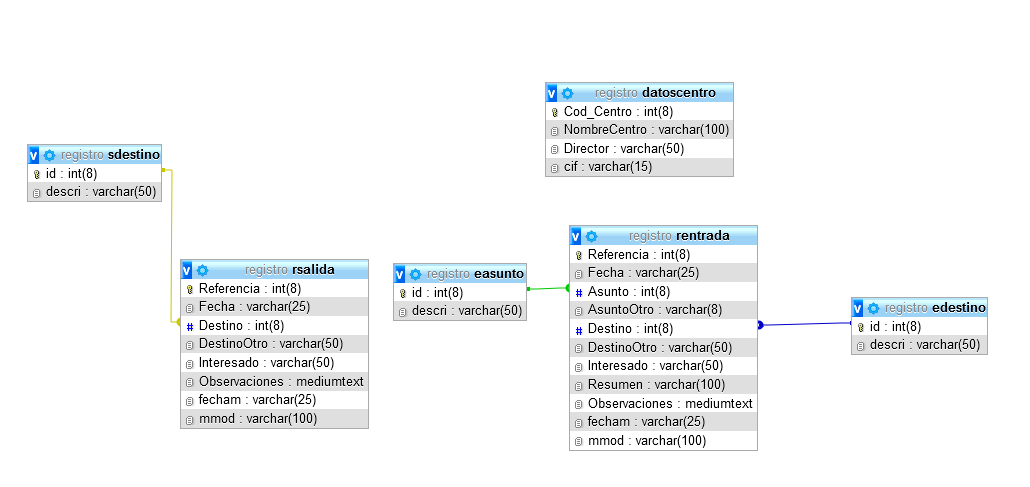 v registro datoscentro
Cod_Centro : int(8)
NombreCentro : varchar(100)
Director : varchar(50)
cif : varchar(15)
v registro sdestino
id : int(8)
descri : varchar(50)
v registro rsalida
Referencia : int(8)
Fecha : varchar(25)
# Destino : int(8)
DestinoOtro : varchar(50)
Interesado : varchar(50)
Observaciones : mediumtext
fecham : varchar(25)
mmod : varchar(100)
v registro easunto
id : int(8)
descri : varchar(50)
v registro rentrada
Referencia : int(8)
Fecha : varchar(25)
# Asunto : int(8)
AsuntoOtro : varchar(8)
# Destino : int(8)
DestinoOtro : varchar(50)
Interesado : varchar(50)
Resumen : varchar(100)
Observaciones : mediumtext
fecham : varchar(25)
mmod : varchar(100)
v registro edestino
id : int(8)
descri : varchar(50)